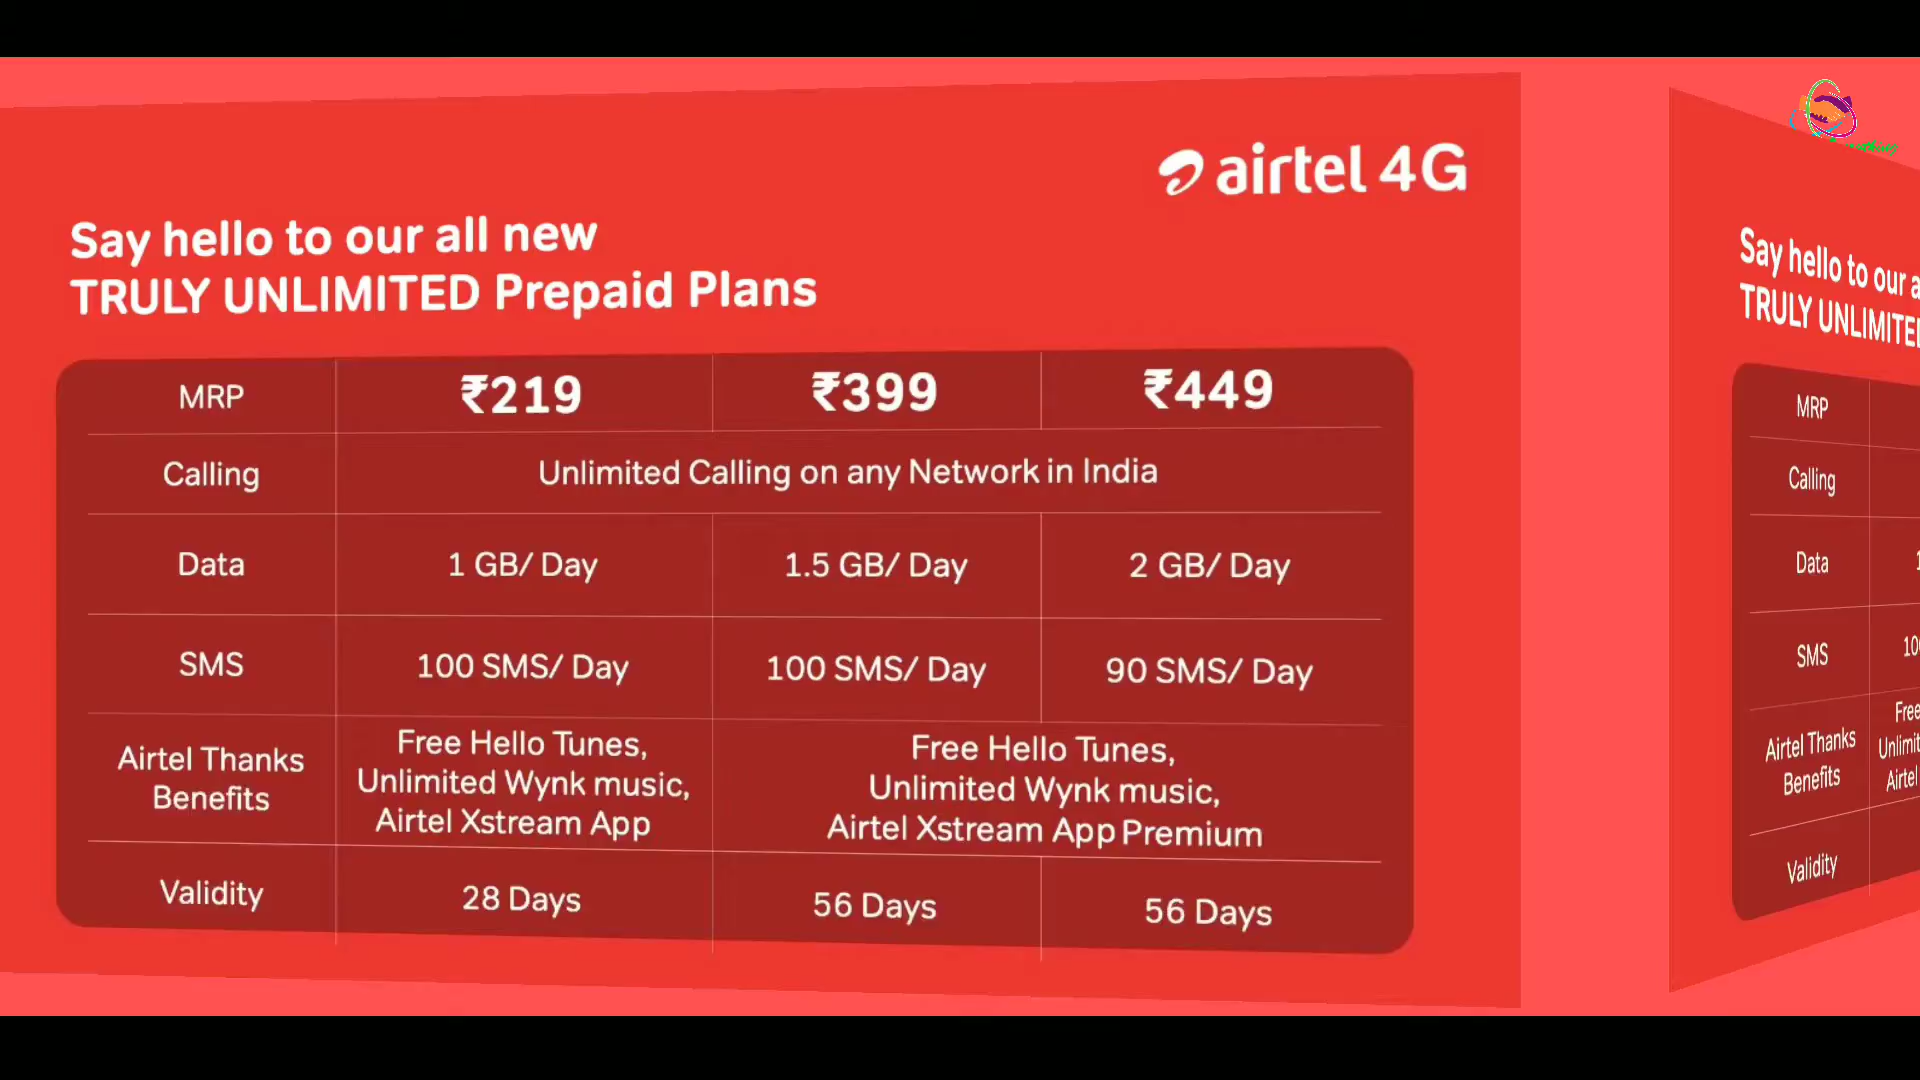 airtel 4G
Say hello to our all new
TRULY UNLIMITED Prepaid Plans
MRP ₹219 ₹399 ₹449
Calling Unlimited Calling on any Network in India
Data 1 GB/ Day 1.5 GB/ Day 2 GB/ Day
SMS 100 SMS/ Day 100 SMS/ Day 90 SMS/ Day
Airtel Thanks
Benefits
Free Hello Tunes,
Unlimited Wynk music,
Airtel Xstream App
Free Hello Tunes,
Unlimited Wynk music,
Airtel Xstream App Premium
Validity 28 Days 56 Days 56 Days
Say hello to our
TRULY
MRP
Calling
Data
SMS
Airtel Thanks
Benefits
Free
Airtel
Validity